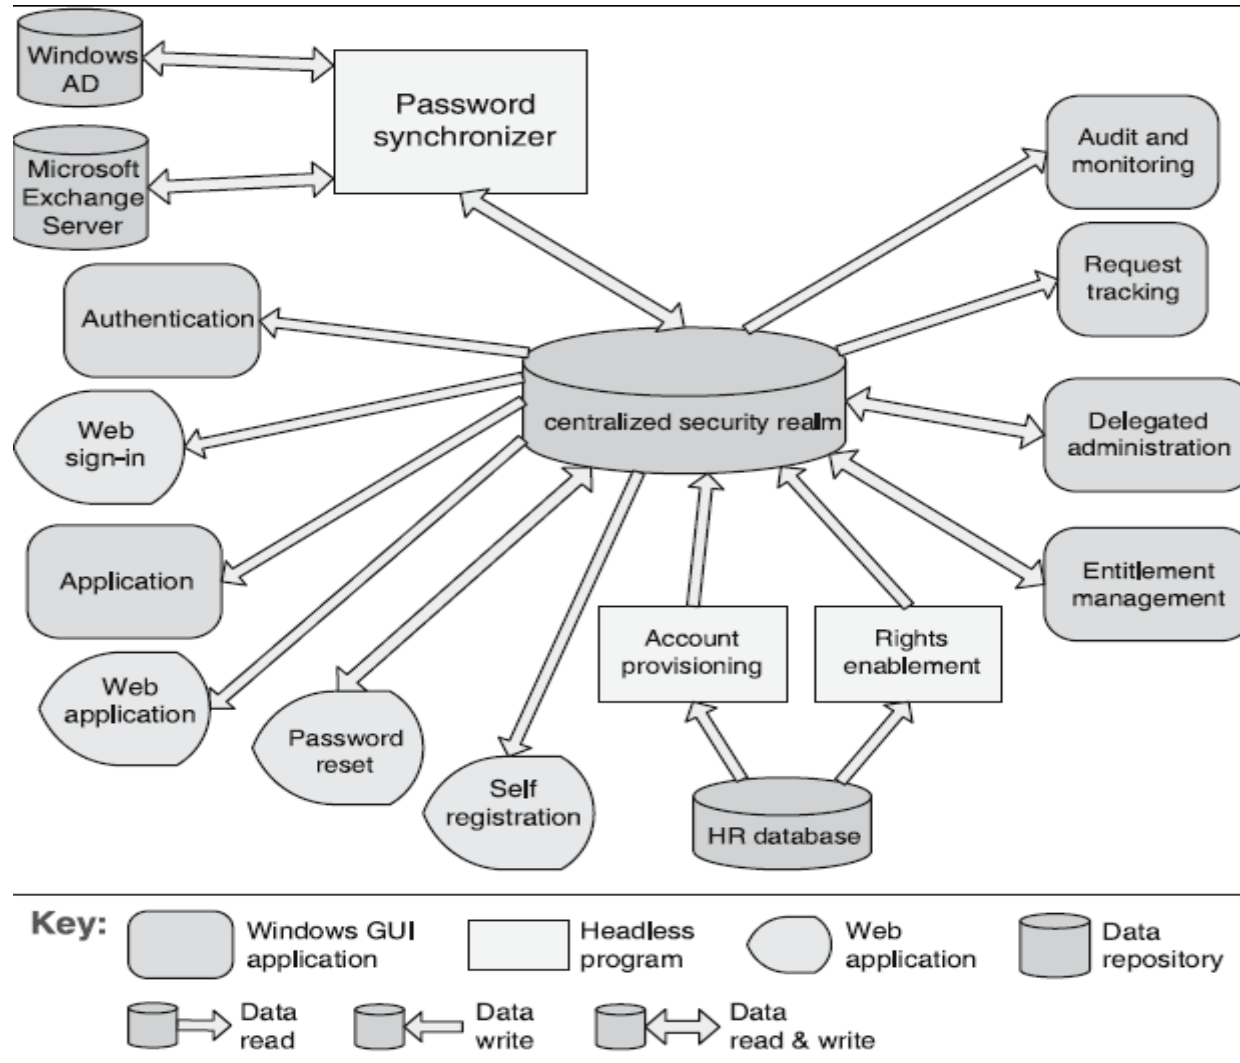 Windows
AD
Microsoft
Exchange
Server
Password
synchronizer
Audit and
monitoring
Request
tracking
Authentication
centralized security realm
Delegated
administration
Web
sign-in
Application
Entitlement
management
Account
provisioning
Rights
enablement
Web
application
Password
reset
Self
registration
HR database
Key:
Windows GUI
application
Headless
program
Web
application
Data
repository
Data
read
Data
write
Data
read & write